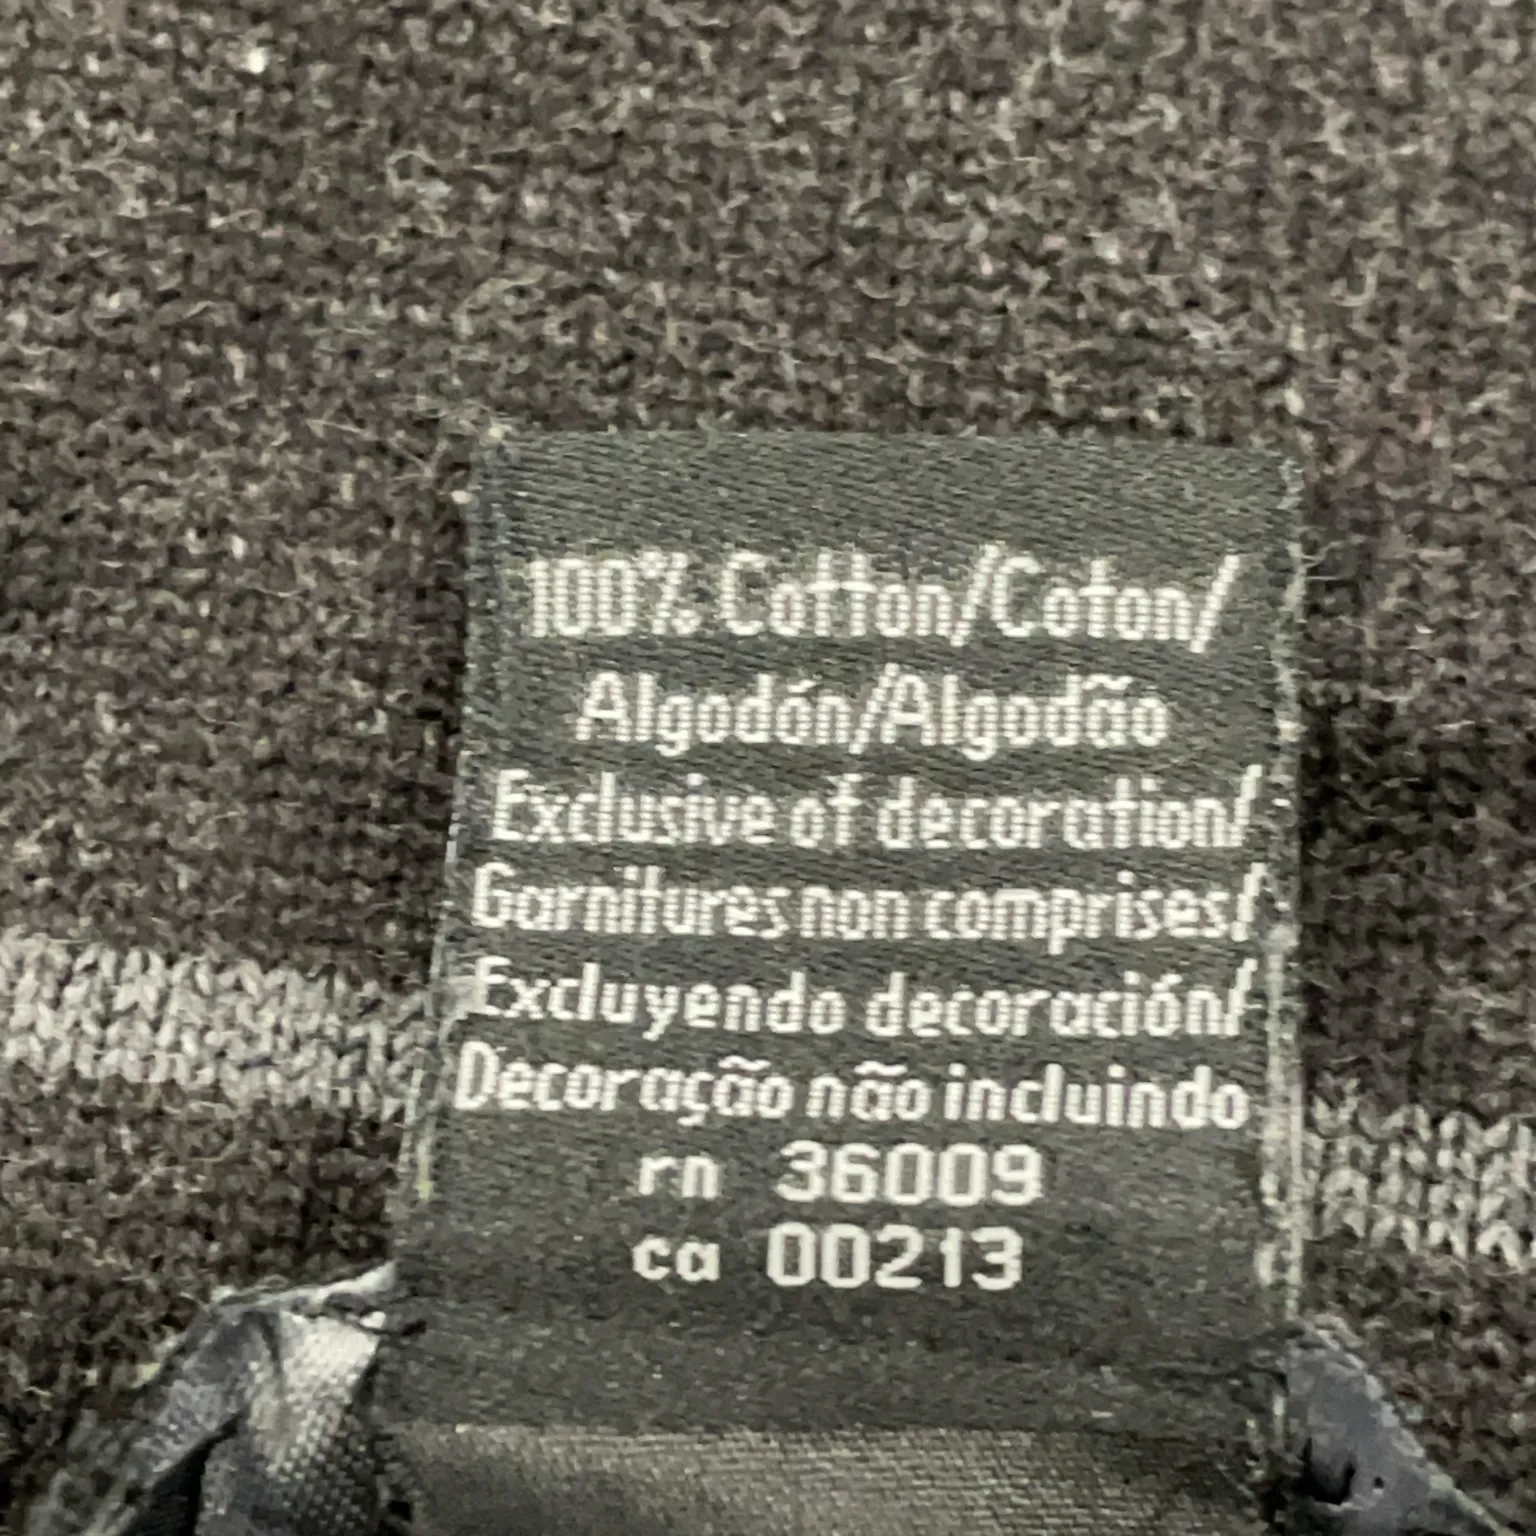 100% Cotton/Coton/
Algodón/Algodão
Exclusive of decoration/
Garnitures non comprises/
Excluyendo decoración/
Decoração não incluindo
rn 36009
ca 00213